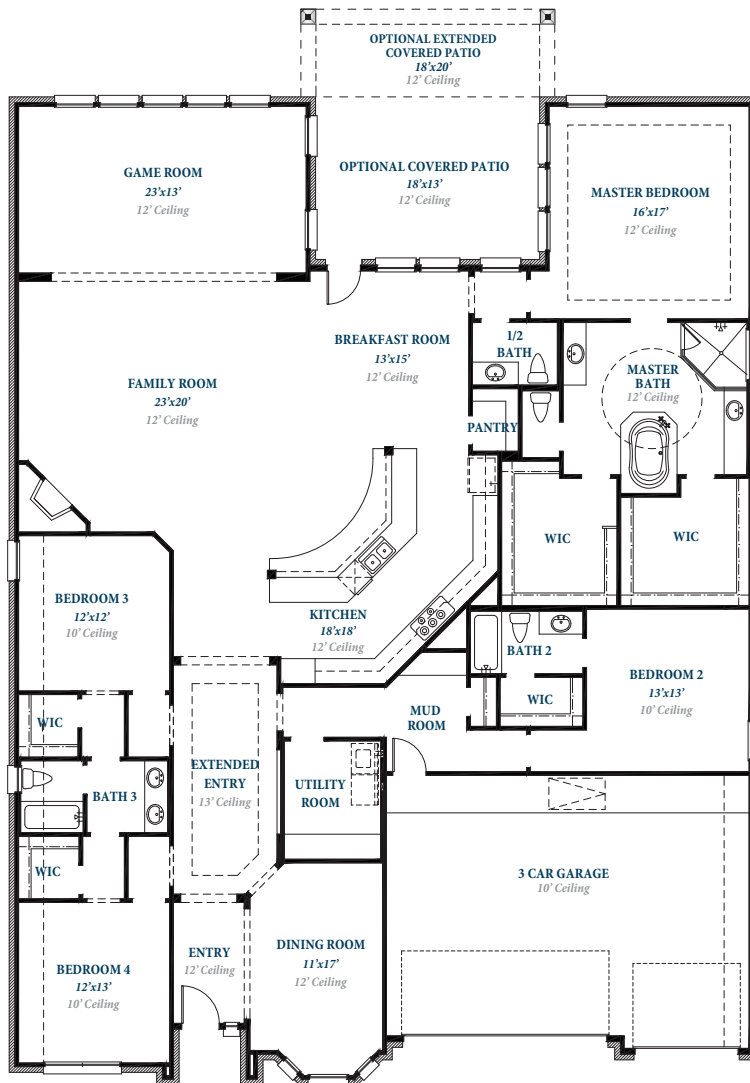 OPTIONAL EXTENDED
COVERED PATIO
18'x20'
12' Ceiling
GAME ROOM
23'x13'
12' Ceiling
OPTIONAL COVERED PATIO
18'x13'
12' Ceiling
MASTER BEDROOM
16'x17'
12' Ceiling
BREAKFAST ROOM
13'x15'
12' Ceiling
1/2
BATH
FAMILY ROOM
23'x20'
12' Ceiling
MASTER
BATH
12' Ceiling
PANTRY
WIC
WIC
BEDROOM 3
12'x12'
10' Ceiling
KITCHEN
18'x18'
12' Ceiling
BATH 2
BEDROOM 2
13'x13'
10' Ceiling
WIC
WIC
MUD
ROOM
EXTENDED
ENTRY
13' Ceiling
UTILITY
ROOM
BATH 3
WIC
3 CAR GARAGE
10' Ceiling
ENTRY
12' Ceiling
DINING ROOM
11'x17'
12' Ceiling
BEDROOM 4
12'x13'
10' Ceiling